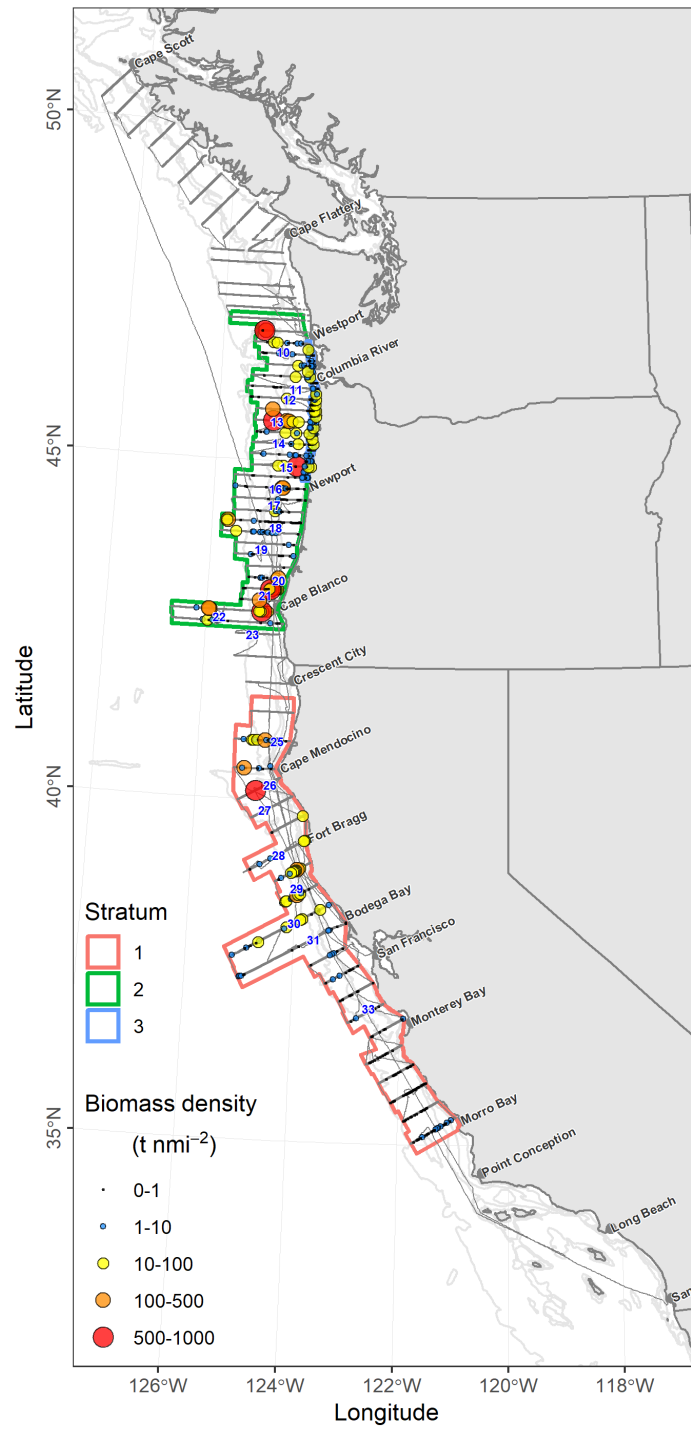 Cape Scott
50°N
Cape Flattery
Westport
10
Columbia River
11
12
13
45°N
14
15
Newport
16
17
18
19
20
Cape Blanco
21
22
23
Crescent City
Latitude
25
Cape Mendocino
40°N
26
27
Fort Bragg
28
29
Stratum
Bodega Bay
30
31
San Francisco
1
2
3
33
Monterey Bay
Biomass density
(t nmi−2)
Morro Bay
35°N
Point Conception
0-1
1-10
Long Beach
10-100
100-500
San
500-1000
126°W
124°W
122°W
120°W
118°W
Longitude